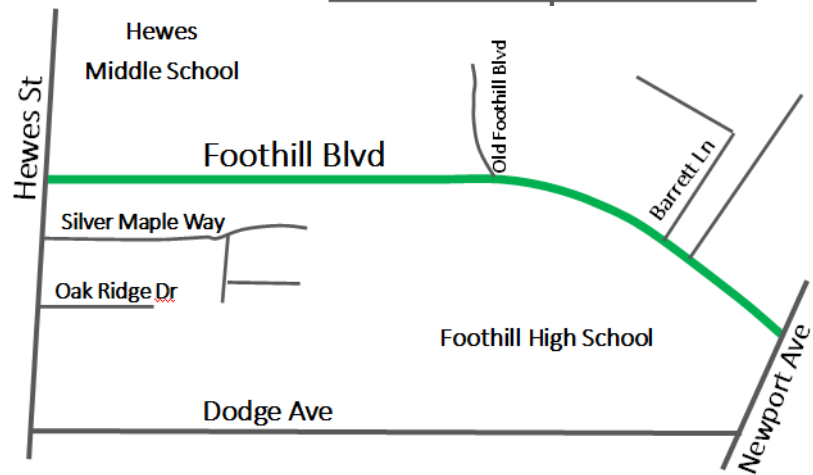 Hewes
Middle School
Hewes St
Old Foothill Blvd
Foothill Blvd
Barrett Ln
Silver Maple Way
Oak Ridge Dr
Foothill High School
Newport Ave
Dodge Ave